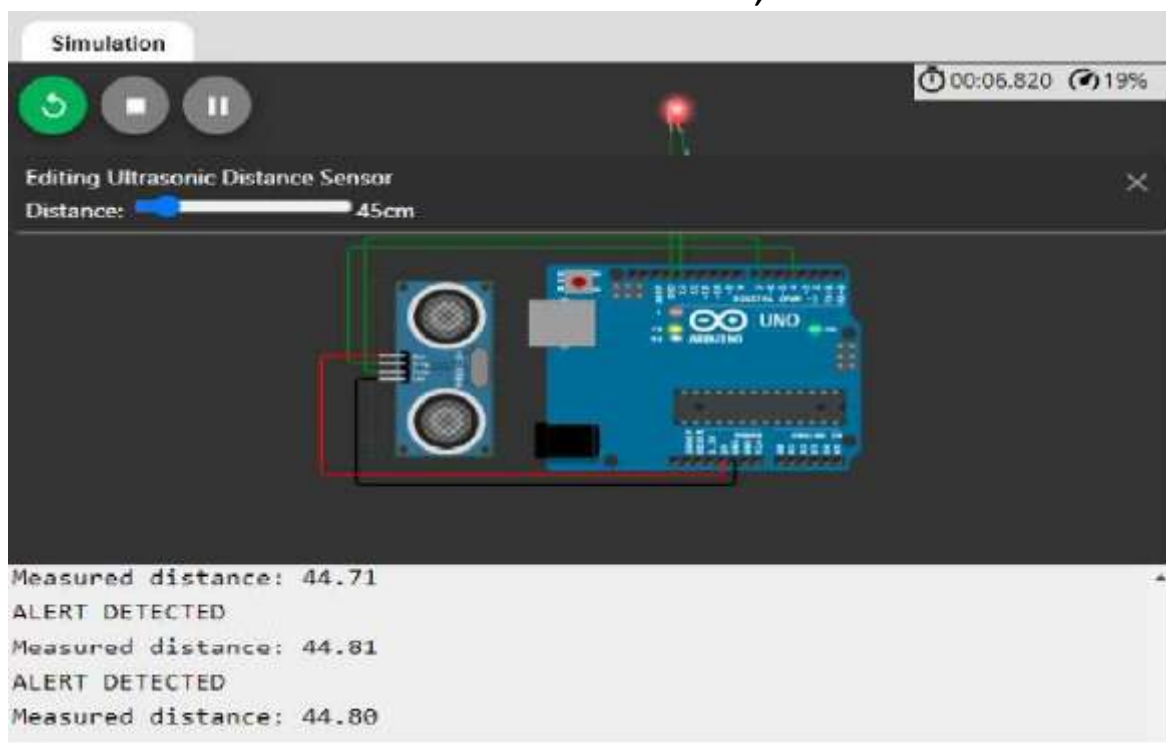 Simulation
00:06.820 19%
Editing Ultrasonic Distance Sensor
Distance: 45cm
UNO
ARDUINO
Measured distance: 44.71
ALERT DETECTED
Measured distance: 44.81
ALERT DETECTED
Measured distance: 44.80